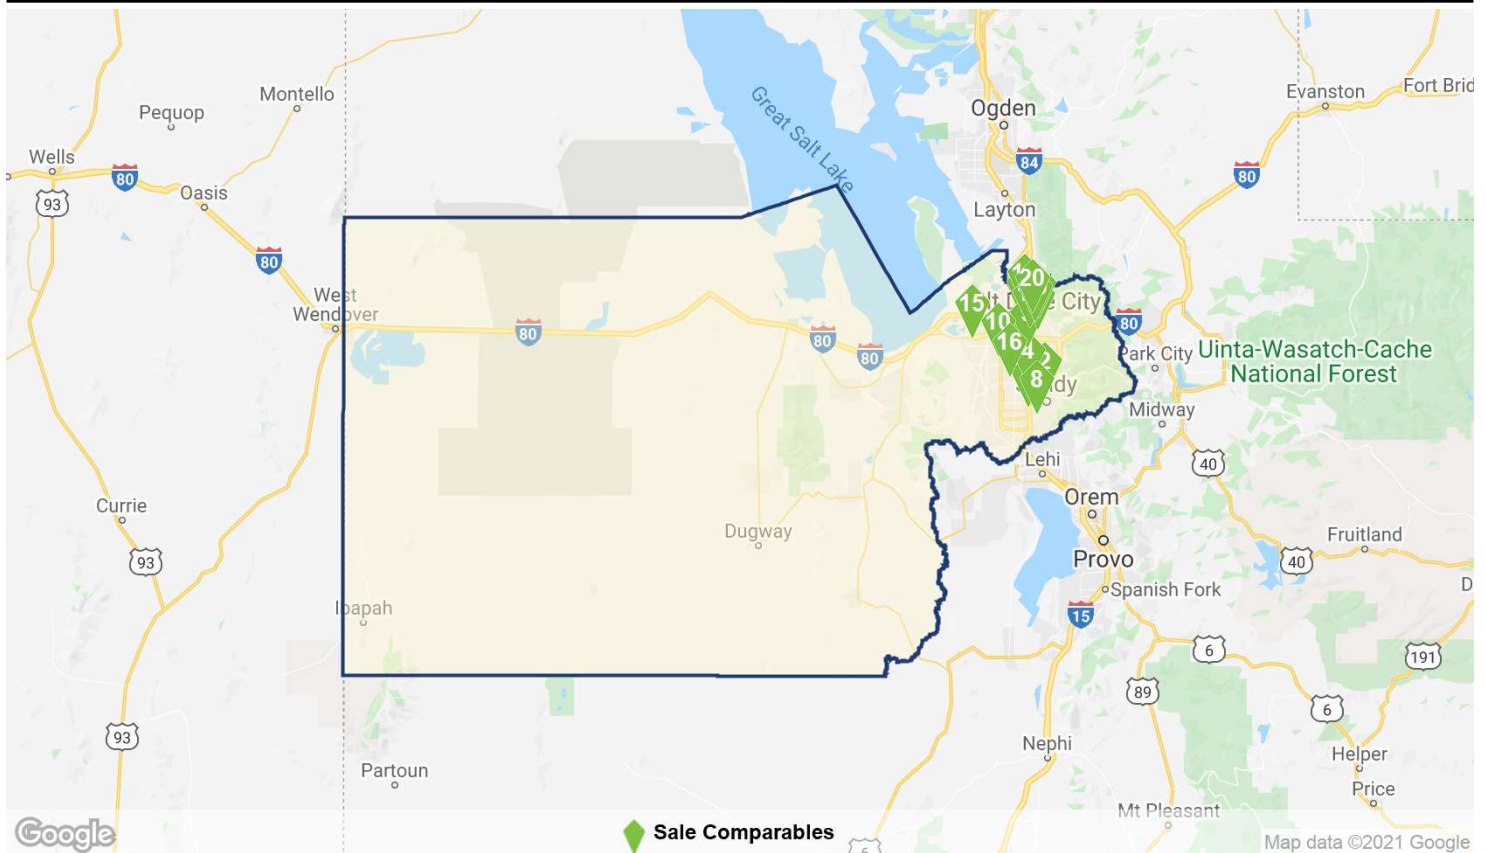 Montello
Pequop
Wells
80
93
Oasis
80
West
Wendover
80
80
80
Great Salt Lake
Ogden
84
Layton
Evanston
Fort Brid
80
20
15
City
10
16
4
2
8
dy
80
Park City
Uinta-Wasatch-Cache
National Forest
Midway
40
Lehi
Orem
Currie
93
Dugway
Provo
Fruitland
40
Spanish Fork
D
15
Ibapah
6
191
89
6
93
Nephi
Helper
Partoun
Price
Mt Pleasant
Google
Sale Comparables
6
Map data ©2021 Google